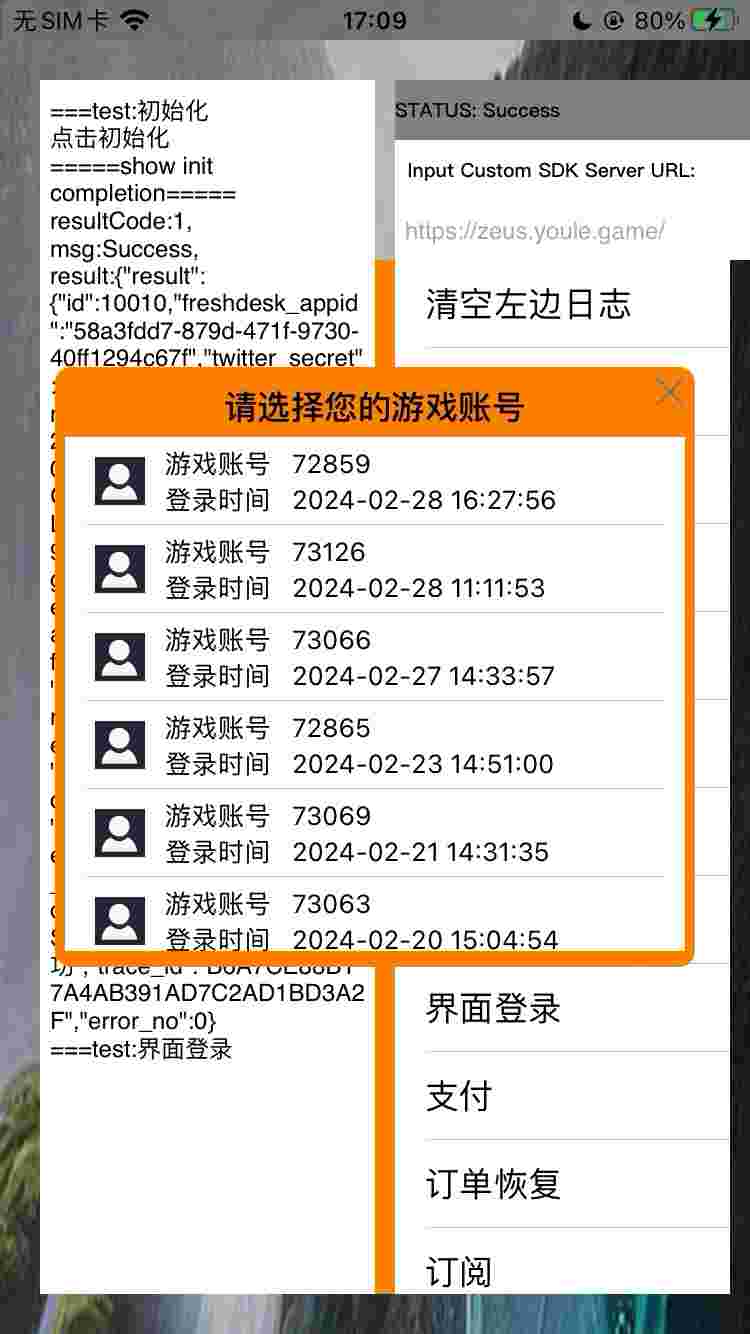 无SIM卡
17:09
80%
===test:初始化
点击初始化
=====show init
completion=====
resultCode:1,
msg:Success,
result:{"result":
{"id":10010,"freshdesk_appid
":"58a3fdd7-879d-471f-9730-
40ff1294c67f","twitter_secret"
STATUS: Success
Input Custom SDK Server URL:
https://zeus.youle.game/
清空左边日志
请选择您的游戏账号
游戏账号 72859
登录时间 2024-02-28 16:27:56
游戏账号 73126
登录时间 2024-02-28 11:11:53
游戏账号 73066
登录时间 2024-02-27 14:33:57
游戏账号 72865
登录时间 2024-02-23 14:51:00
游戏账号 73069
登录时间 2024-02-21 14:31:35
游戏账号 73063
登录时间 2024-02-20 15:04:54
7A4AB391AD7C2AD1BD3A2
F","error_no":0}
===test:界面登录
界面登录
支付
订单恢复
订阅